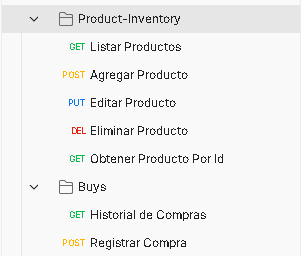 Product-Inventory
GET Listar Productos
POST Agregar Producto
PUT Editar Producto
DEL Eliminar Producto
GET Obtener Producto Por Id
Buys
GET Historial de Compras
POST Registrar Compra